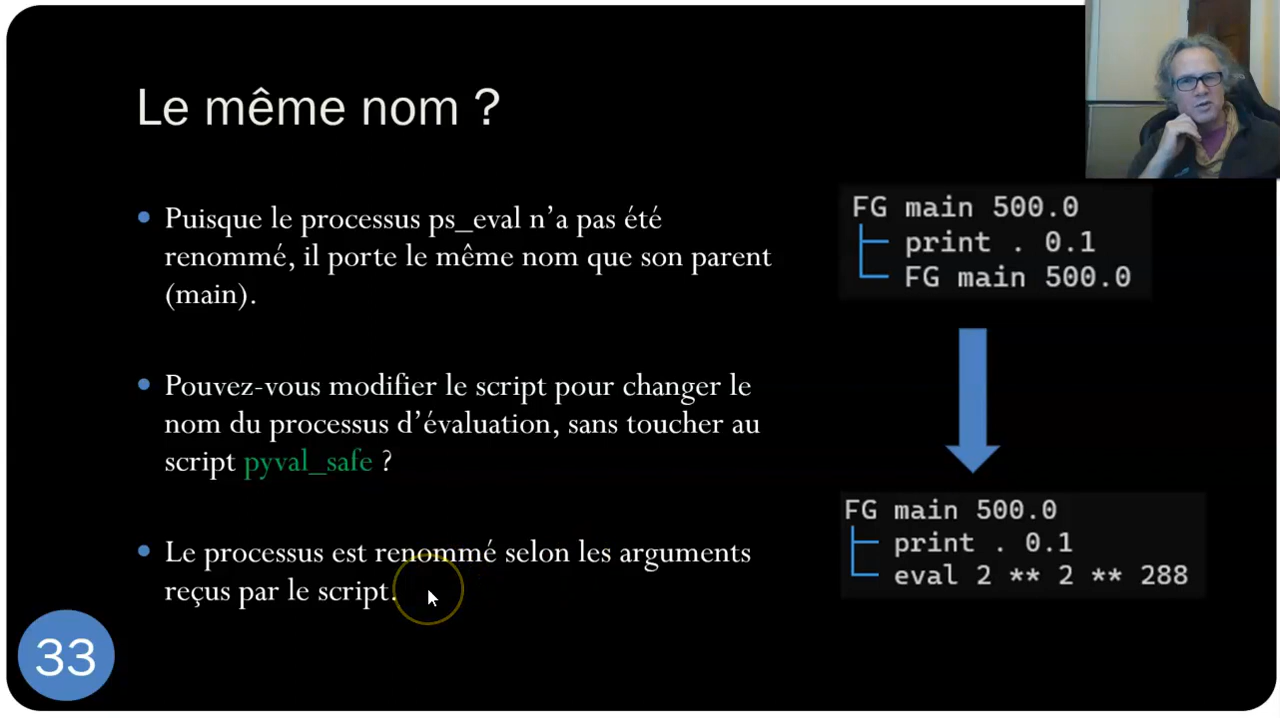 Le même nom ?
Puisque le processus ps_eval n’a pas été
renommé, il porte le même nom que son parent
(main).
Pouvez-vous modifier le script pour changer le
nom du processus d’évaluation, sans toucher au
script pyval_safe ?
Le processus est renommé selon les arguments
reçus par le script.
FG main 500.0
print . 0.1
FG main 500.0
FG main 500.0
print . 0.1
eval 2 ** 2 ** 288
33